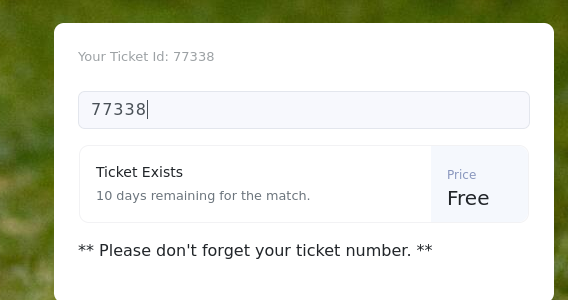 Your Ticket Id: 77338
77338
Ticket Exists
10 days remaining for the match.
Price
Free
** Please don't forget your ticket number. **